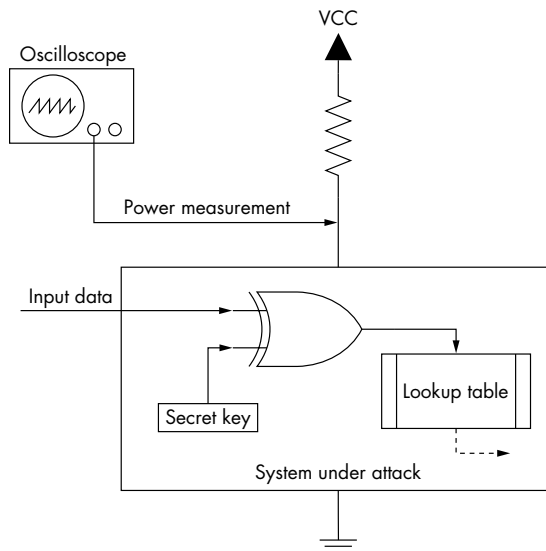 VCC
Oscilloscope
Power measurement
Input data
Lookup table
Secret key
System under attack